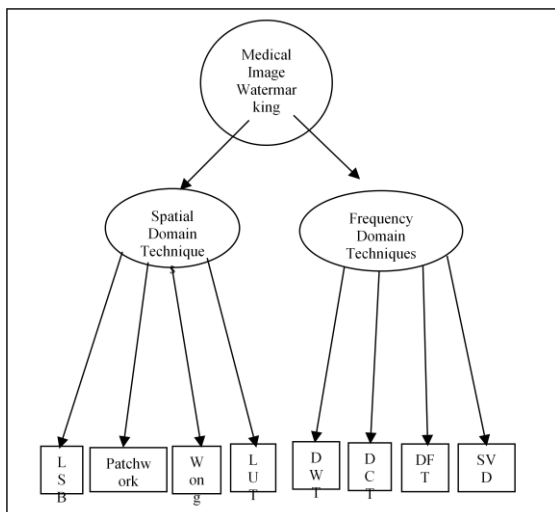 Medical
Image
Watermar
king
Spatial
Domain
Technique
s
Frequency
Domain
Techniques
L
S
B
Patchw
ork
W
on
g
L
U
T
D
W
T
D
C
T
DF
T
SV
D